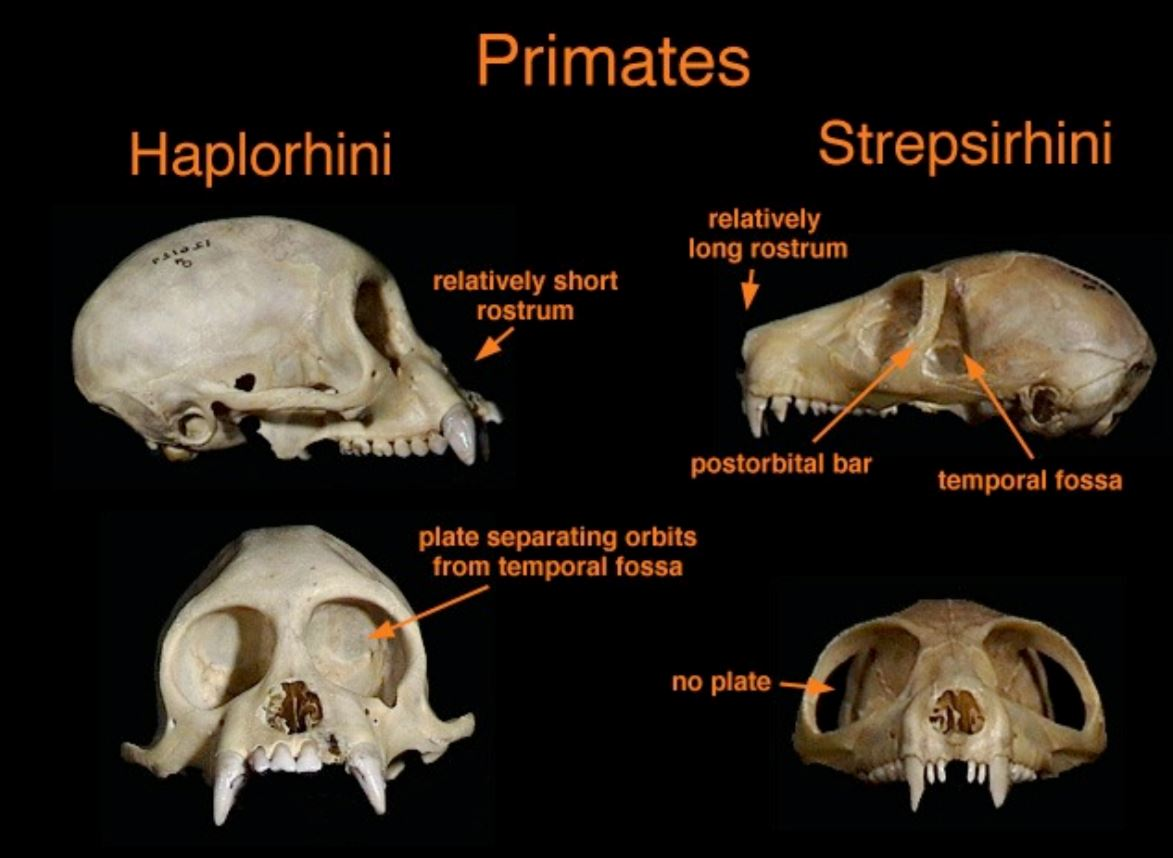 Primates
Haplorhini
Strepsirhini
relatively short
rostrum
relatively
long rostrum
postorbital bar
temporal fossa
plate separating orbits
from temporal fossa
no plate